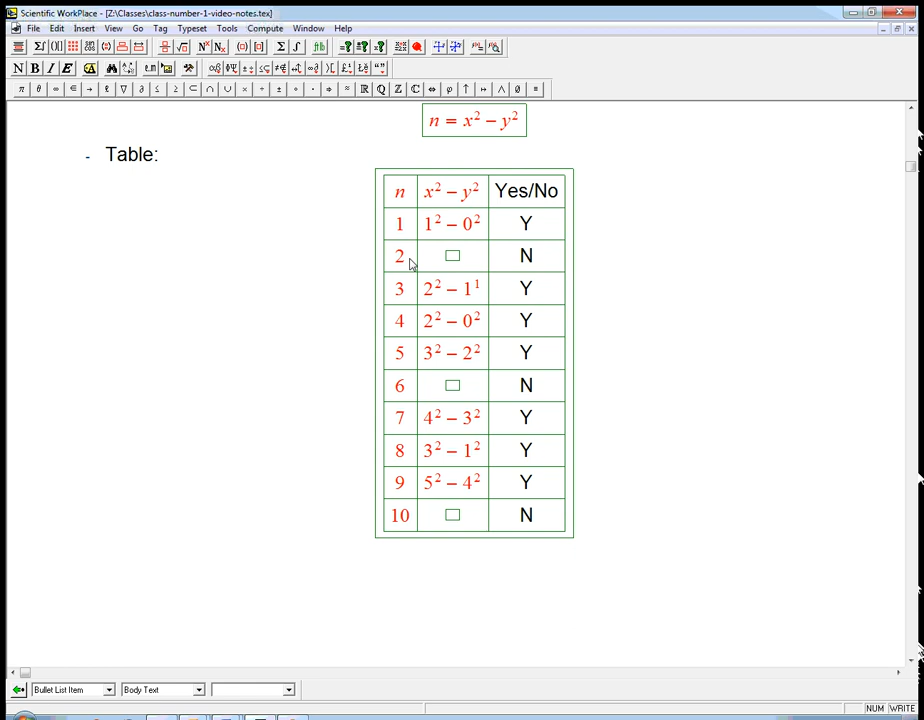 Scientific WorkPlace - [Z:\Classes\class-number-1-video-notes.tex]
File Edit Insert View Go Tag Typeset Tools Compute Window Help
n = x² − y²
- Table:
n x² − y² Yes/No
1 1² − 0² Y
2 N
3 2² − 1¹ Y
4 2² − 0² Y
5 3² − 2² Y
6 N
7 4² − 3² Y
8 3² − 1² Y
9 5² − 4² Y
10 N
Bullet List Item Body Text
NUM WRITE